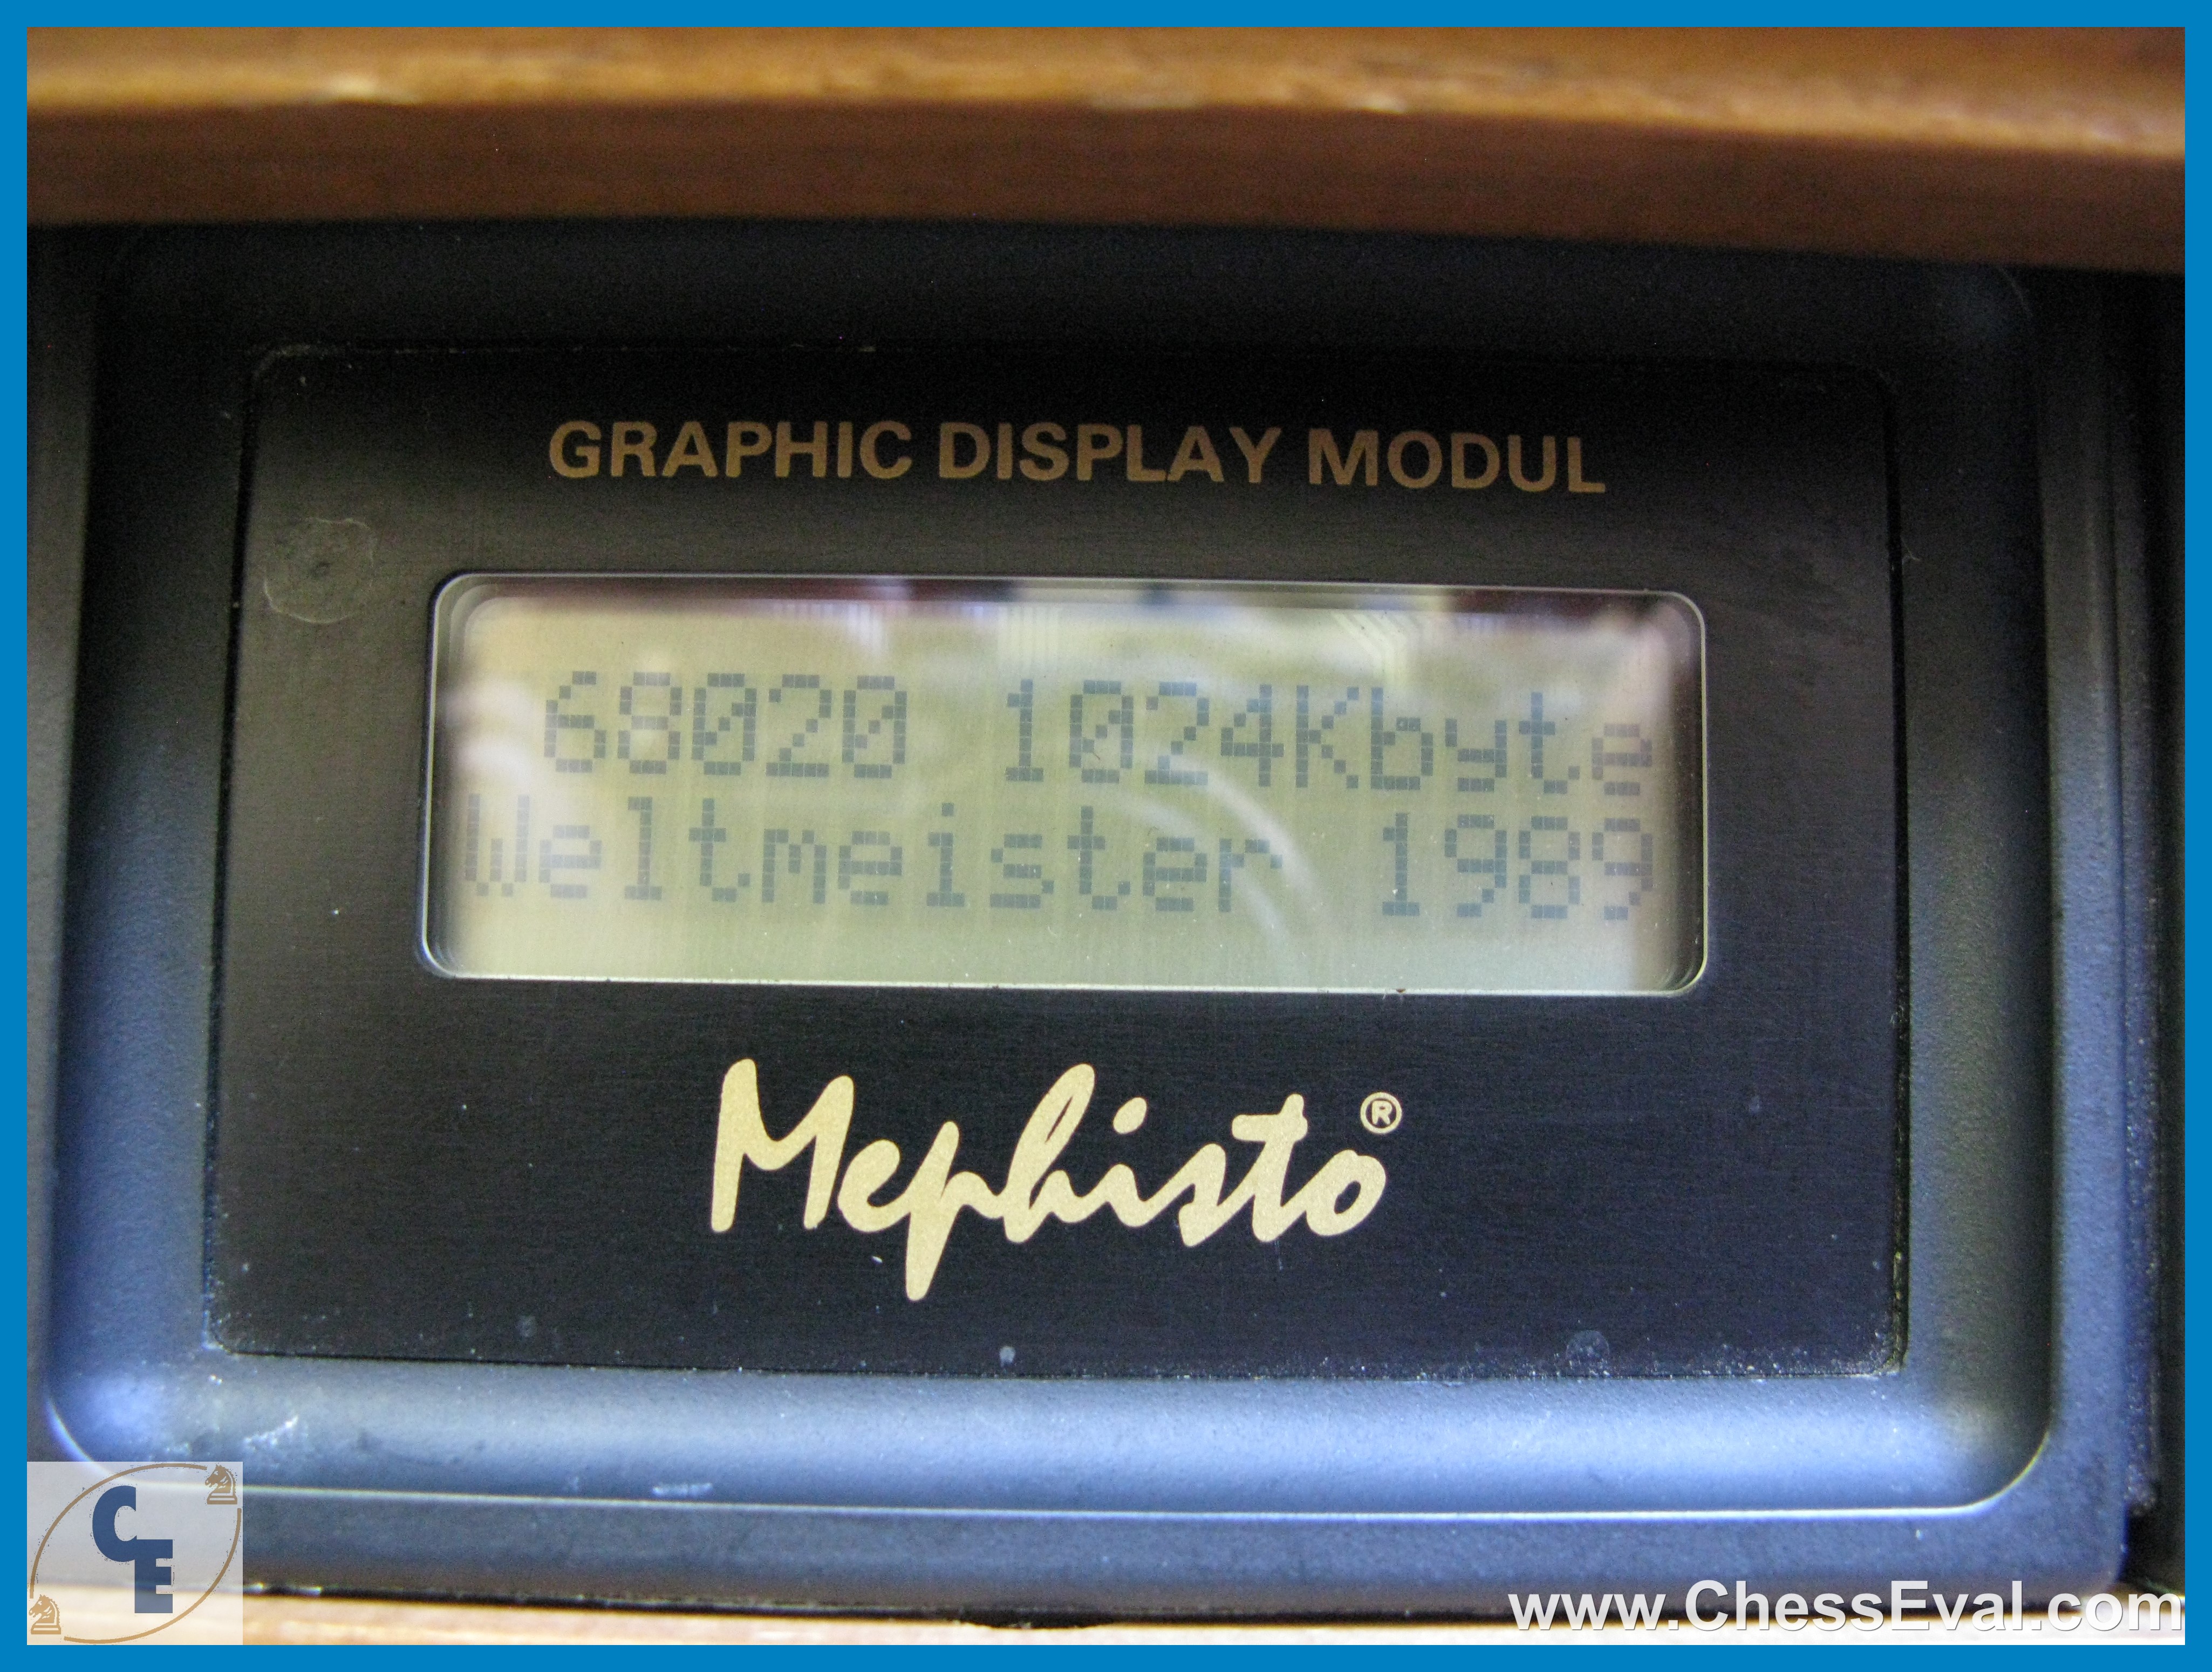 GRAPHIC DISPLAY MODUL
68020 1024Kbyte
Weltmeister 1989
Mephisto®
CE
www.ChessEval.com